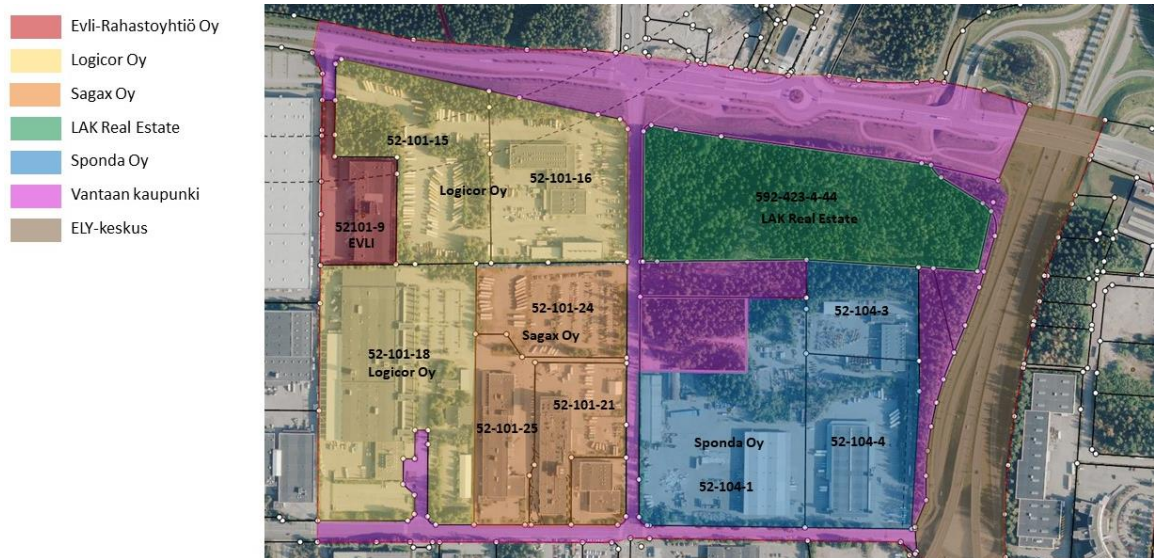 Evli-Rahastoyhtiö Oy
Logicor Oy
Sagax Oy
LAK Real Estate
Sponda Oy
Vantaan kaupunki
ELY-keskus
52-101-15
Logicor Oy
52-101-16
52101-9
EVLI
592-423-4-44
LAK Real Estate
52-101-24
Sagax Oy
52-104-3
52-101-18
Logicor Oy
52-101-21
52-101-25
Sponda Oy
52-104-4
52-104-1